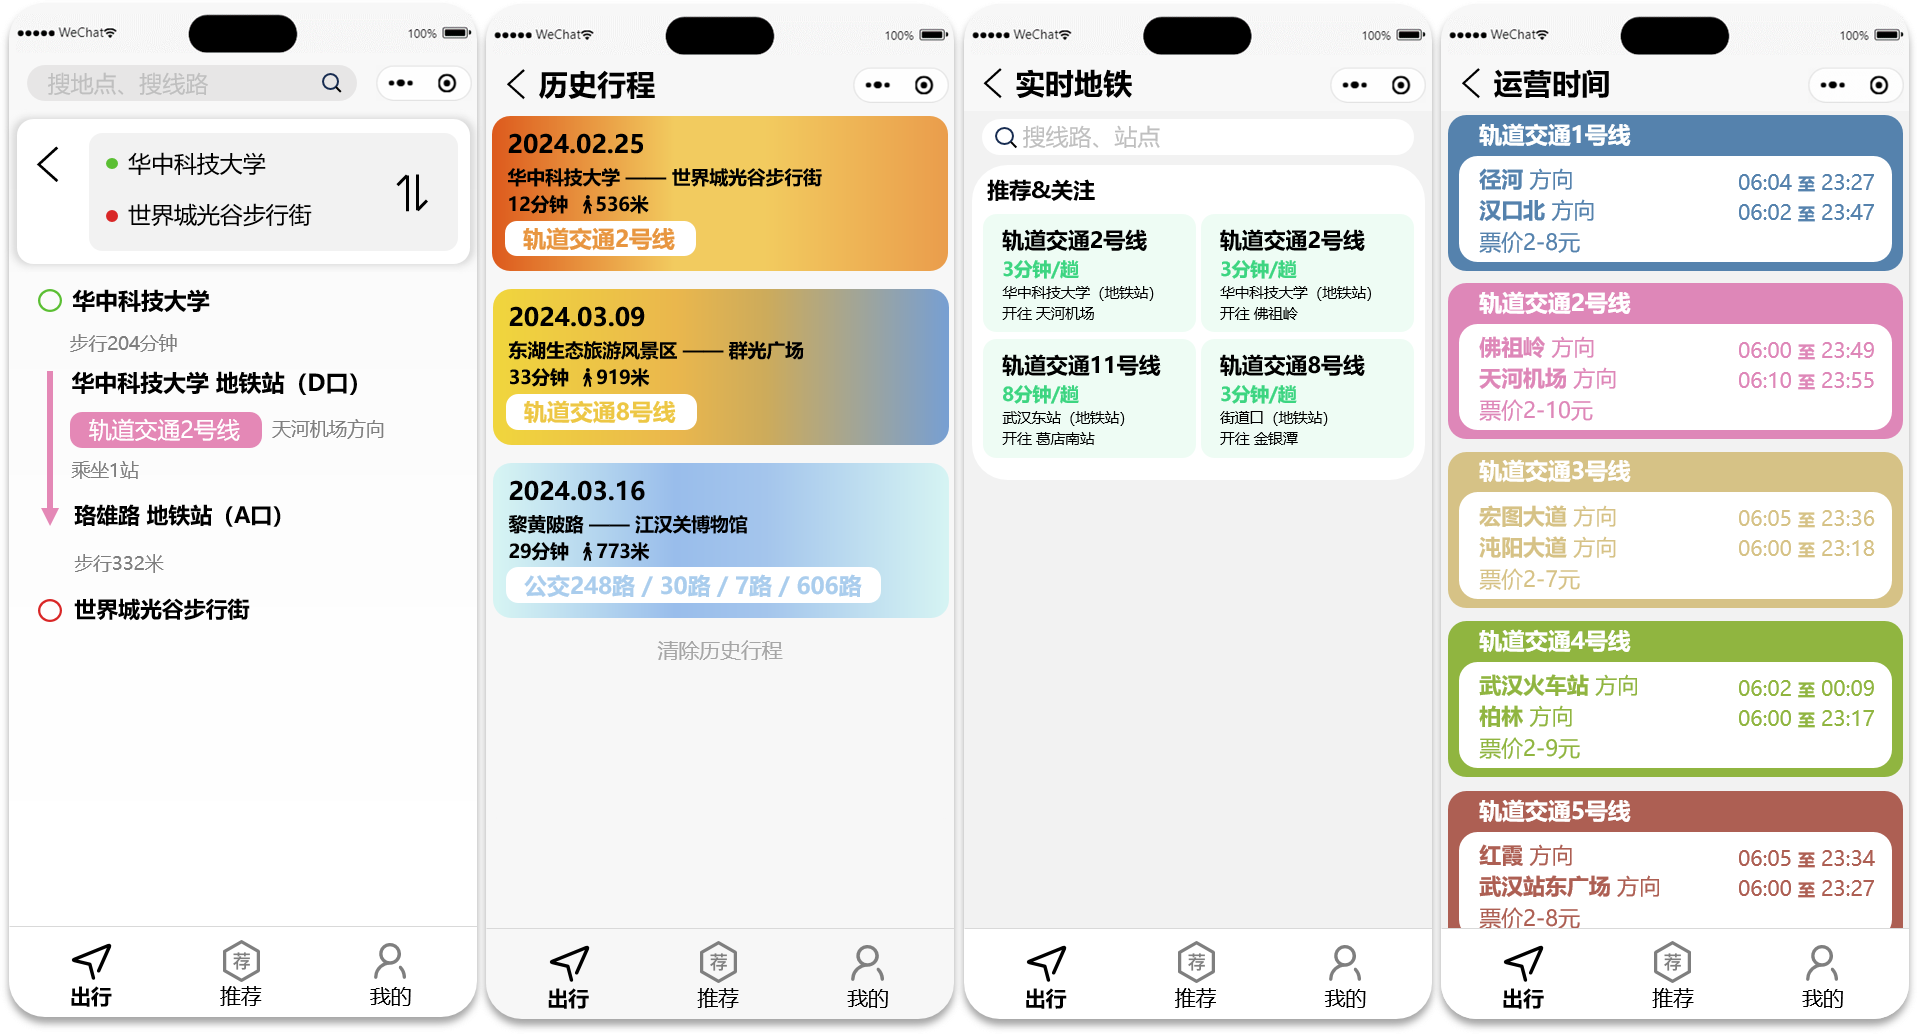 WeChat
100%
搜地点、搜线路
华中科技大学
世界城光谷步行街
华中科技大学
步行204分钟
华中科技大学 地铁站（D口）
轨道交通2号线 天河机场方向
乘坐1站
珞雄路 地铁站（A口）
步行332米
世界城光谷步行街
出行
荐
推荐
我的
WeChat
100%
历史行程
2024.02.25
华中科技大学 —— 世界城光谷步行街
12分钟 536米
轨道交通2号线
2024.03.09
东湖生态旅游风景区 —— 群光广场
33分钟 919米
轨道交通8号线
2024.03.16
黎黄陂路 —— 江汉关博物馆
29分钟 773米
公交248路 / 30路 / 7路 / 606路
清除历史行程
出行
荐
推荐
我的
WeChat
100%
实时地铁
搜线路、站点
推荐&关注
轨道交通2号线
3分钟/趟
华中科技大学（地铁站）
开往 天河机场
轨道交通2号线
3分钟/趟
华中科技大学（地铁站）
开往 佛祖岭
轨道交通11号线
8分钟/趟
武汉东站（地铁站）
开往 葛店南站
轨道交通8号线
3分钟/趟
街道口（地铁站）
开往 金银潭
出行
荐
推荐
我的
WeChat
100%
运营时间
轨道交通1号线
径河 方向 06:04 至 23:27
汉口北 方向 06:02 至 23:47
票价2-8元
轨道交通2号线
佛祖岭 方向 06:00 至 23:49
天河机场 方向 06:10 至 23:55
票价2-10元
轨道交通3号线
宏图大道 方向 06:05 至 23:36
沌阳大道 方向 06:00 至 23:18
票价2-7元
轨道交通4号线
武汉火车站 方向 06:02 至 00:09
柏林 方向 06:00 至 23:17
票价2-9元
轨道交通5号线
红霞 方向 06:05 至 23:34
武汉站东广场 方向 06:00 至 23:27
票价2-8元
出行
荐
推荐
我的